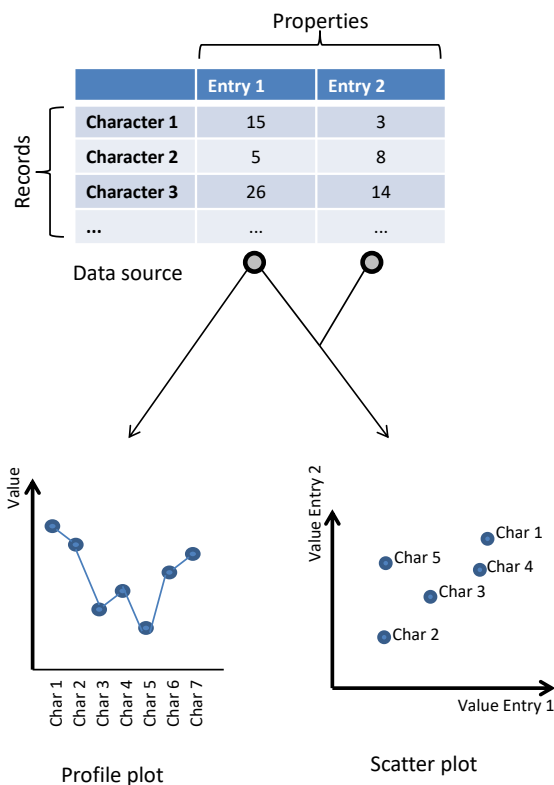 Properties
Entry 1 Entry 2
Records
Character 1 15 3
Character 2 5 8
Character 3 26 14
... ... ...
Data source
Value
Char 1
Char 2
Char 3
Char 4
Char 5
Char 6
Char 7
Profile plot
Value Entry 2
Char 1
Char 5
Char 4
Char 3
Char 2
Value Entry 1
Scatter plot